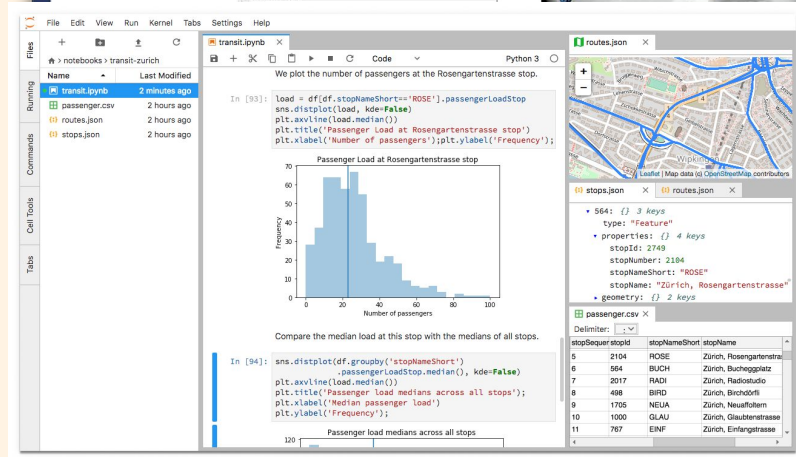 File Edit View Run Kernel Tabs Settings Help
Files
Running
Commands
Cell Tools
Tabs
> notebooks > transit-zurich
Name Last Modified
transit.ipynb 2 minutes ago
passenger.csv 2 hours ago
routes.json 2 hours ago
stops.json 2 hours ago
transit.ipynb ×
Code Python 3
We plot the number of passengers at the Rosengartenstrasse stop.
In [93]: load = df[df.stopNameShort=='ROSE'].passengerLoadStop
sns.distplot(load, kde=False)
plt.axvline(load.median())
plt.title('Passenger Load at Rosengartenstrasse stop')
plt.xlabel('Number of passengers');plt.ylabel('Frequency');
Passenger Load at Rosengartenstrasse stop
70
60
50
40
30
20
10
0
Frequency
0 20 40 60 80 100
Number of passengers
Compare the median load at this stop with the medians of all stops.
In [94]: sns.distplot(df.groupby('stopNameShort')
.passengerLoadStop.median(), kde=False)
plt.axvline(load.median())
plt.title('Passenger load medians across all stops');
plt.xlabel('Median passenger load')
plt.ylabel('Frequency');
Passenger load medians across all stops
120
routes.json ×
+
−
4
Wipkingen
Leaflet | Map data (c) OpenStreetMap contributors
stops.json × routes.json ×
564: {} 3 keys
type: "Feature"
properties: {} 4 keys
stopId: 2749
stopNumber: 2104
stopNameShort: "ROSE"
stopName: "Zürich, Rosengartenstrasse"
geometry: {} 2 keys
passenger.csv ×
Delimiter: ;
stopSequer stopId stopNameShort stopName
5 2104 ROSE Zürich, Rosengartenstra
6 564 BUCH Zürich, Bucheggplatz
7 2017 RADI Zürich, Radiostudio
8 498 BIRD Zürich, Birchdörfli
9 1705 NEUA Zürich, Neuaffoltern
10 1000 GLAU Zürich, Glaubtenstrasse
11 767 EINF Zürich, Einfangstrasse